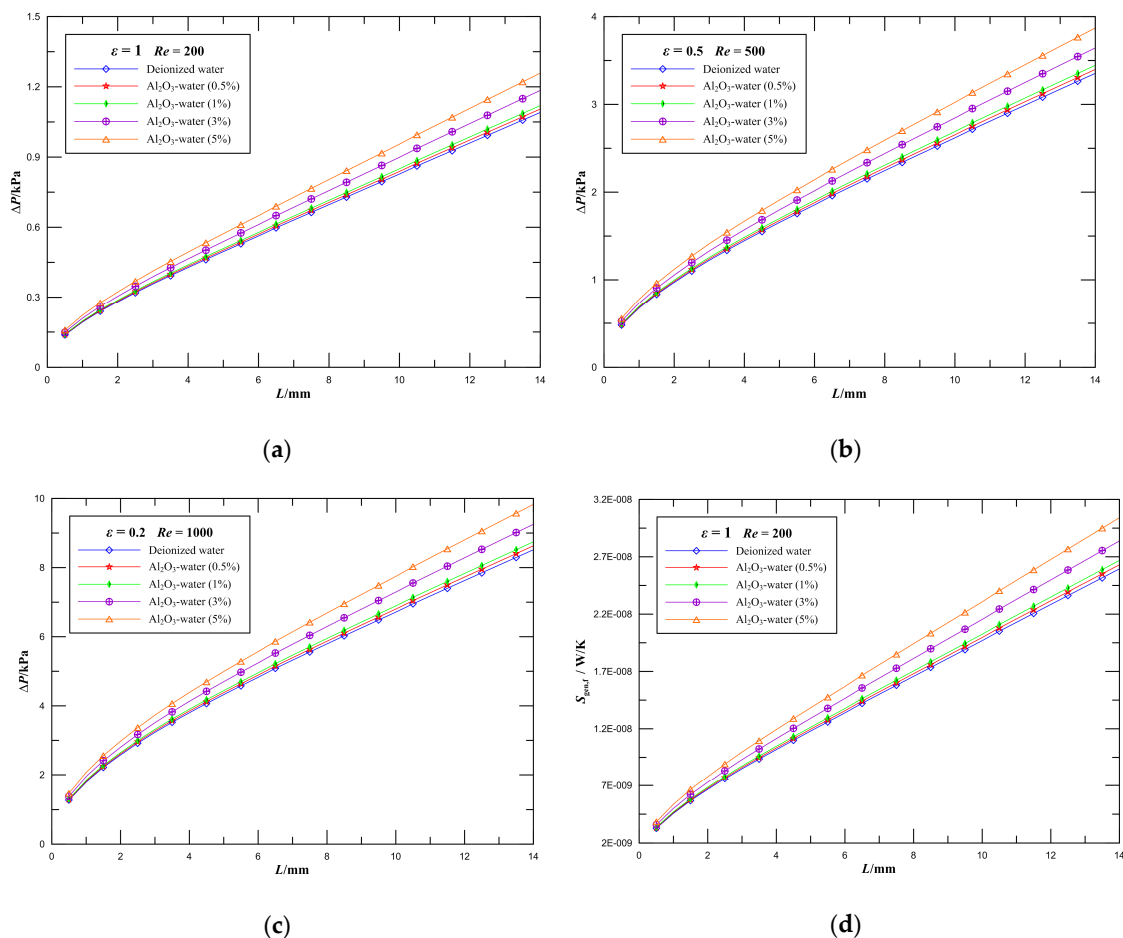 1.5
1.2
0.9
0.6
0.3
0
ΔP/kPa
ε = 1 Re = 200
Deionized water
Al₂O₃-water (0.5%)
Al₂O₃-water (1%)
Al₂O₃-water (3%)
Al₂O₃-water (5%)
0 2 4 6 8 10 12 14
L/mm
(a)
4
3
2
1
0
ΔP/kPa
ε = 0.5 Re = 500
Deionized water
Al₂O₃-water (0.5%)
Al₂O₃-water (1%)
Al₂O₃-water (3%)
Al₂O₃-water (5%)
0 2 4 6 8 10 12 14
L/mm
(b)
10
8
6
4
2
0
ΔP/kPa
ε = 0.2 Re = 1000
Deionized water
Al₂O₃-water (0.5%)
Al₂O₃-water (1%)
Al₂O₃-water (3%)
Al₂O₃-water (5%)
0 2 4 6 8 10 12 14
L/mm
(c)
3.2E-008
2.7E-008
2.2E-008
1.7E-008
1.2E-008
7E-009
2E-009
S_gen,f / W/K
ε = 1 Re = 200
Deionized water
Al₂O₃-water (0.5%)
Al₂O₃-water (1%)
Al₂O₃-water (3%)
Al₂O₃-water (5%)
0 2 4 6 8 10 12 14
L/mm
(d)